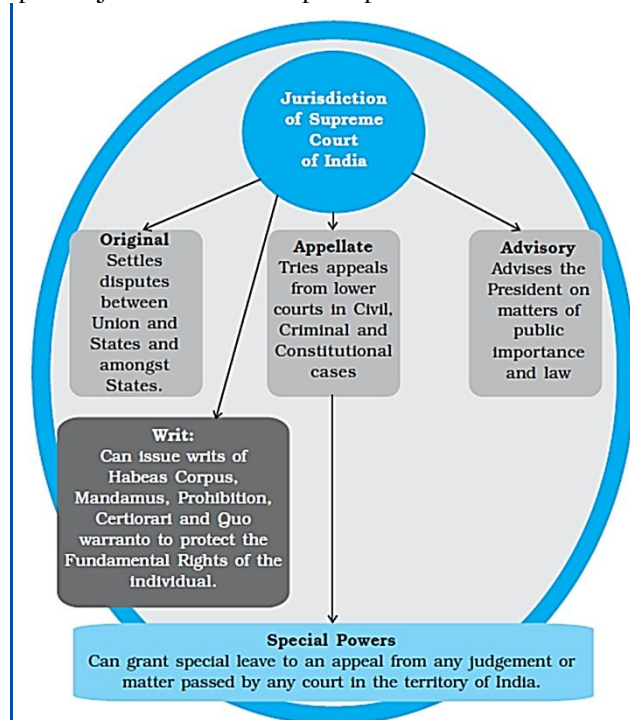 Jurisdiction
of Supreme
Court
of India
Original
Settles
disputes
between
Union and
States and
amongst
States.
Appellate
Tries appeals
from lower
courts in Civil,
Criminal and
Constitutional
cases
Advisory
Advises the
President on
matters of
public
importance
and law
Writ:
Can issue writs of
Habeas Corpus,
Mandamus, Prohibition,
Certiorari and Quo
warranto to protect the
Fundamental Rights of the
individual.
Special Powers
Can grant special leave to an appeal from any judgement or
matter passed by any court in the territory of India.